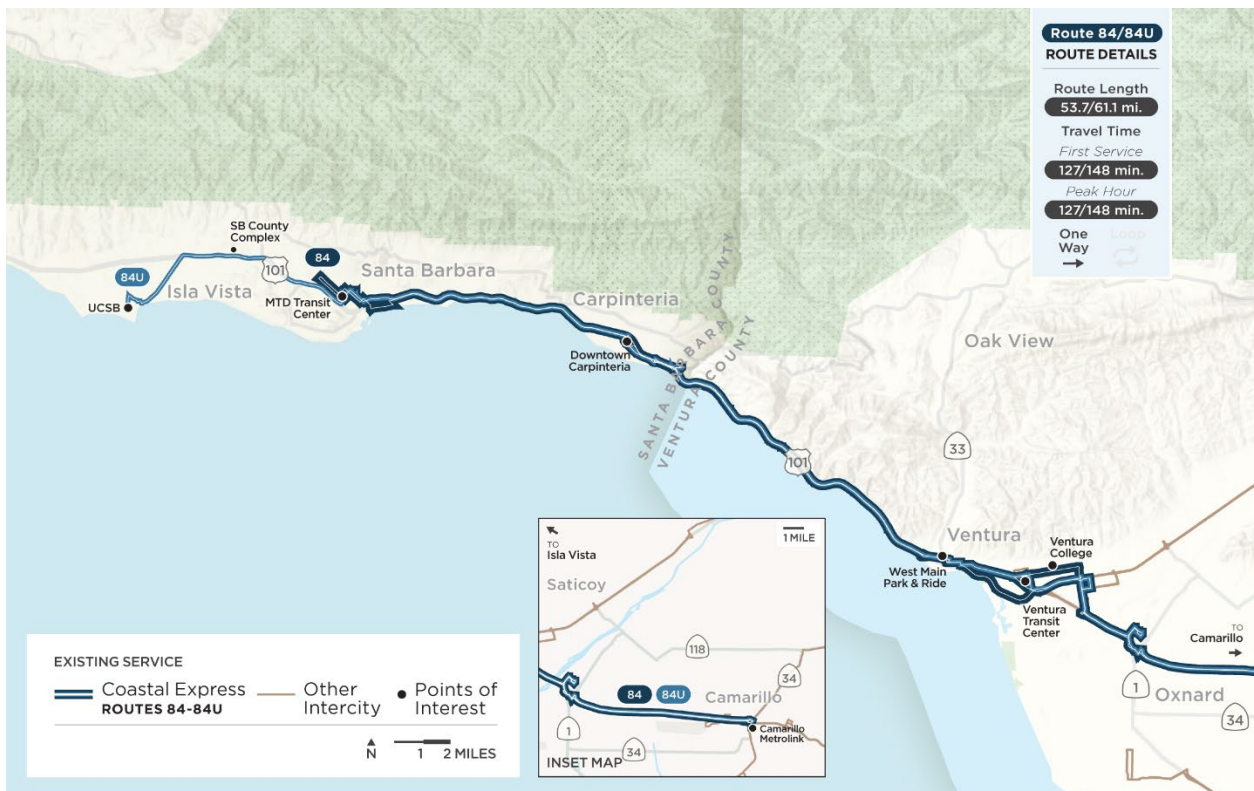 Route 84/84U
ROUTE DETAILS
Route Length
53.7/61.1 mi.
Travel Time
First Service
127/148 min.
Peak Hour
127/148 min.
One
Way
Loop
SB County
Complex
84U
101
84
Santa Barbara
Isla Vista
UCSB
MTD Transit
Center
Carpinteria
Downtown
Carpinteria
SANTA BARBARA COUNTY
VENTURA COUNTY
Oak View
33
101
Ventura
West Main
Park & Ride
Ventura
College
Ventura
Transit
Center
TO
Camarillo
1
Oxnard
34
TO
Isla Vista
1 MILE
Saticoy
118
34
84
84U
Camarillo
1
34
Camarillo
Metrolink
INSET MAP
EXISTING SERVICE
Coastal Express
ROUTES 84-84U
Other
Intercity
Points of
Interest
N
1 2 MILES